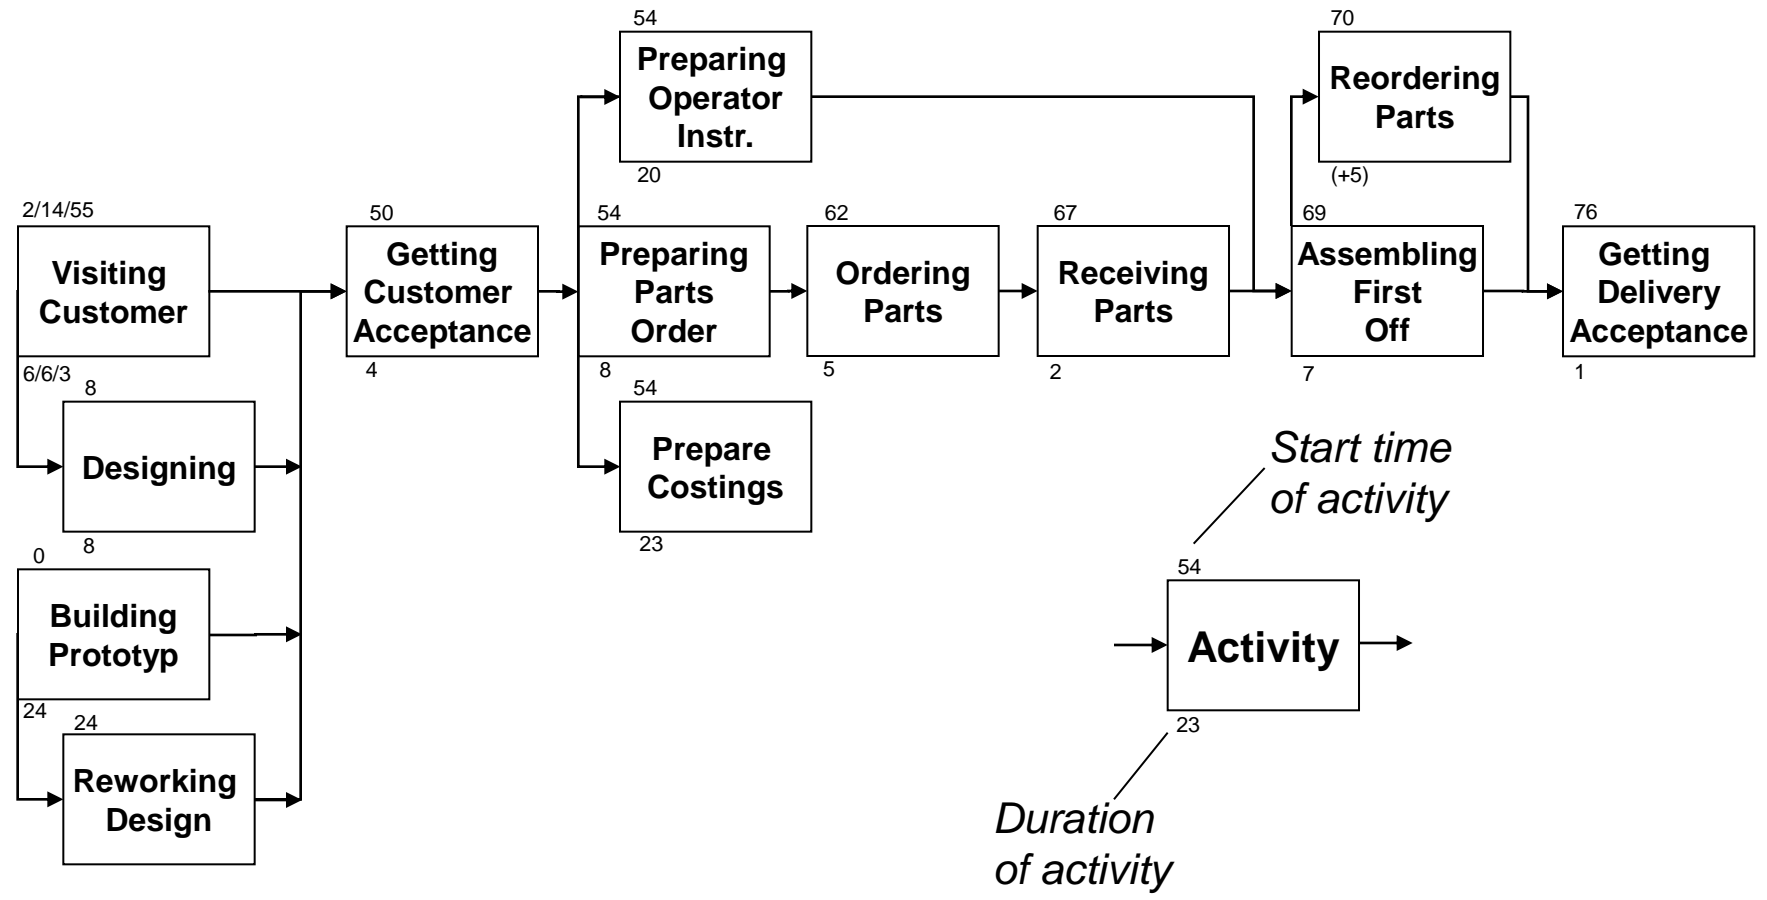 54
Preparing
Operator
Instr.
20
70
Reordering
Parts
(+5)
2/14/55
Visiting
Customer
6/6/3
50
Getting
Customer
Acceptance
4
54
Preparing
Parts
Order
8
62
Ordering
Parts
5
67
Receiving
Parts
2
69
Assembling
First
Off
7
76
Getting
Delivery
Acceptance
1
8
Designing
8
54
Prepare
Costings
23
0
Building
Prototyp
24
24
Reworking
Design
Start time
of activity
54
Activity
23
Duration
of activity